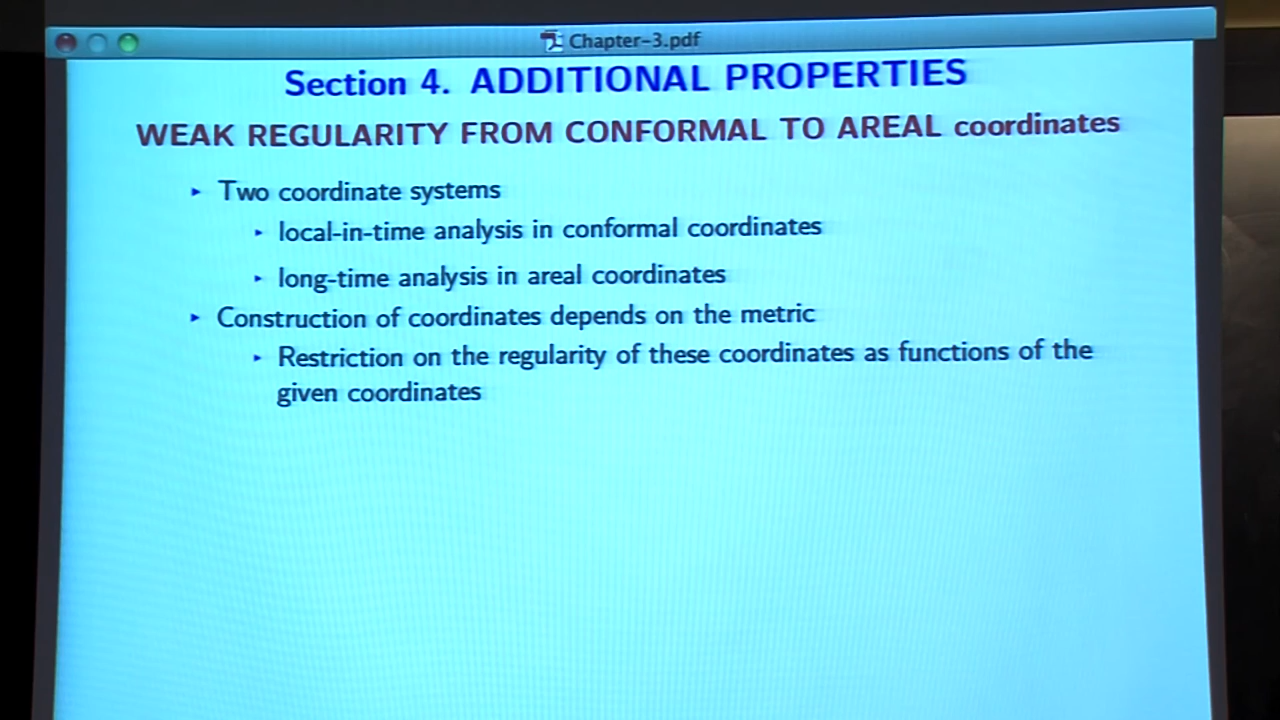 Chapter-3.pdf
Section 4. ADDITIONAL PROPERTIES
WEAK REGULARITY FROM CONFORMAL TO AREAL coordinates
▸ Two coordinate systems
▸ local-in-time analysis in conformal coordinates
▸ long-time analysis in areal coordinates
▸ Construction of coordinates depends on the metric
▸ Restriction on the regularity of these coordinates as functions of the
given coordinates